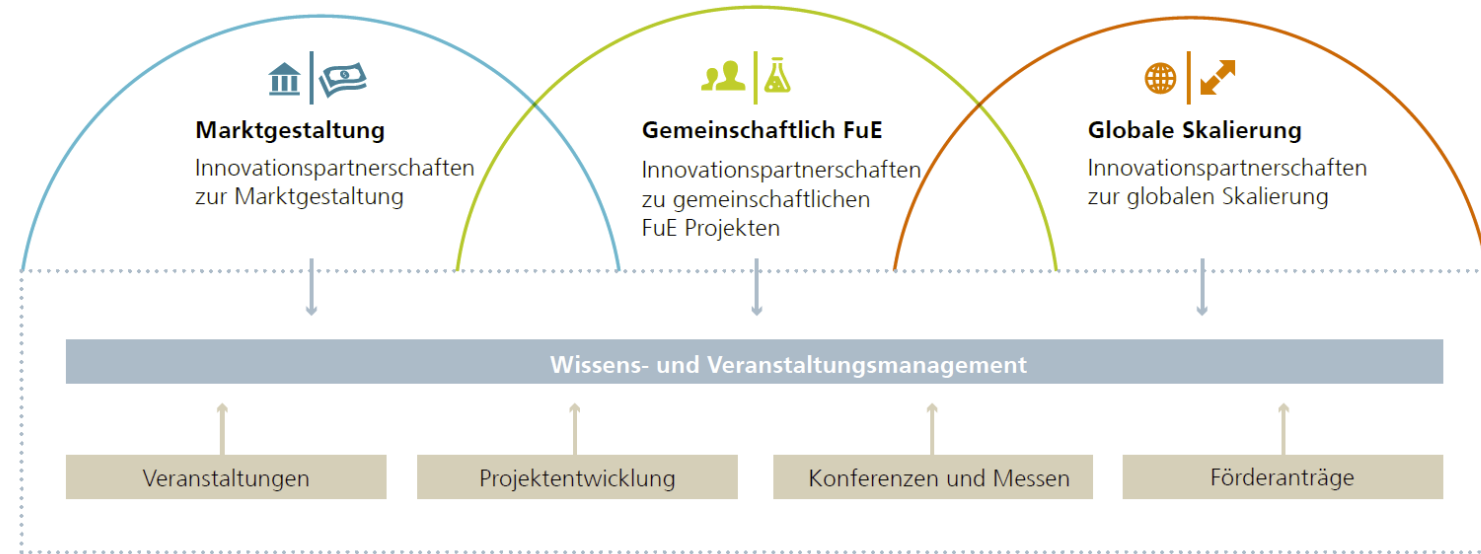 Marktgestaltung
Innovationspartnerschaften
zur Marktgestaltung
Gemeinschaftlich FuE
Innovationspartnerschaften
zu gemeinschaftlichen
FuE Projekten
Globale Skalierung
Innovationspartnerschaften
zur globalen Skalierung
Wissens- und Veranstaltungsmanagement
Veranstaltungen
Projektentwicklung
Konferenzen und Messen
Förderanträge